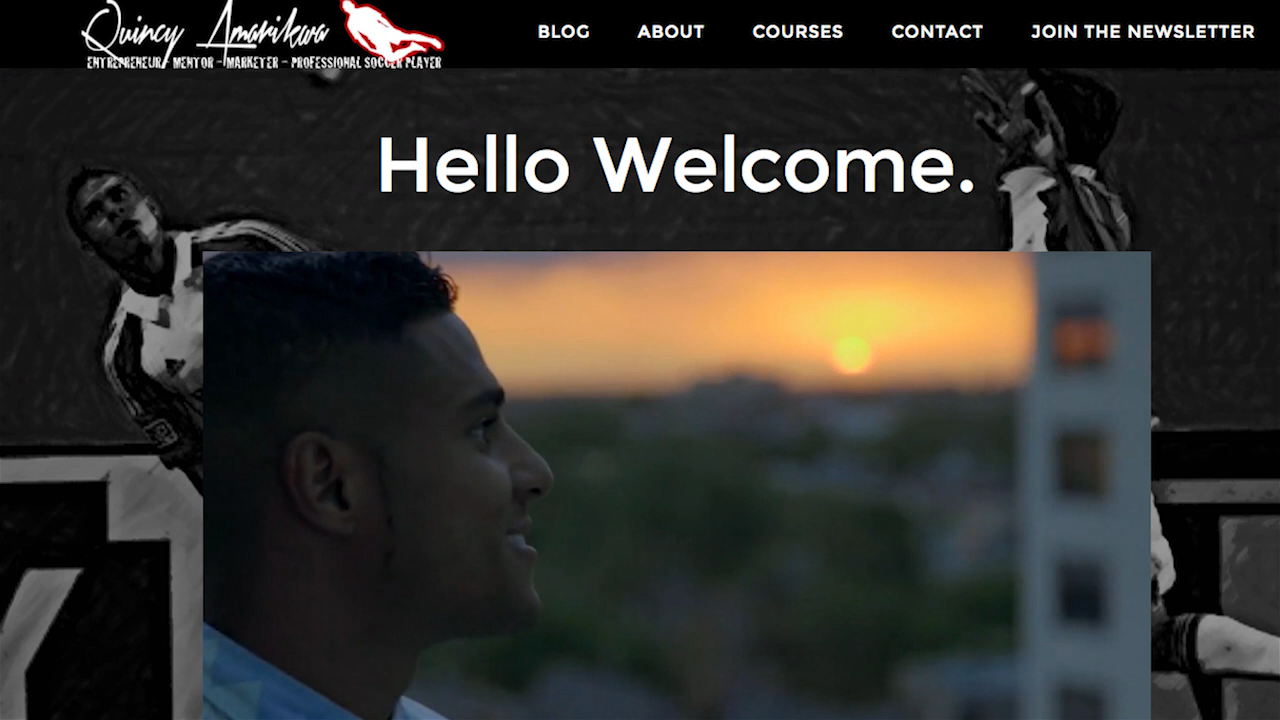 Quincy Amarikwa
ENTREPRENEUR - MENTOR - MARKETER - PROFESSIONAL SOCCER PLAYER
BLOG ABOUT COURSES CONTACT JOIN THE NEWSLETTER
Hello Welcome.